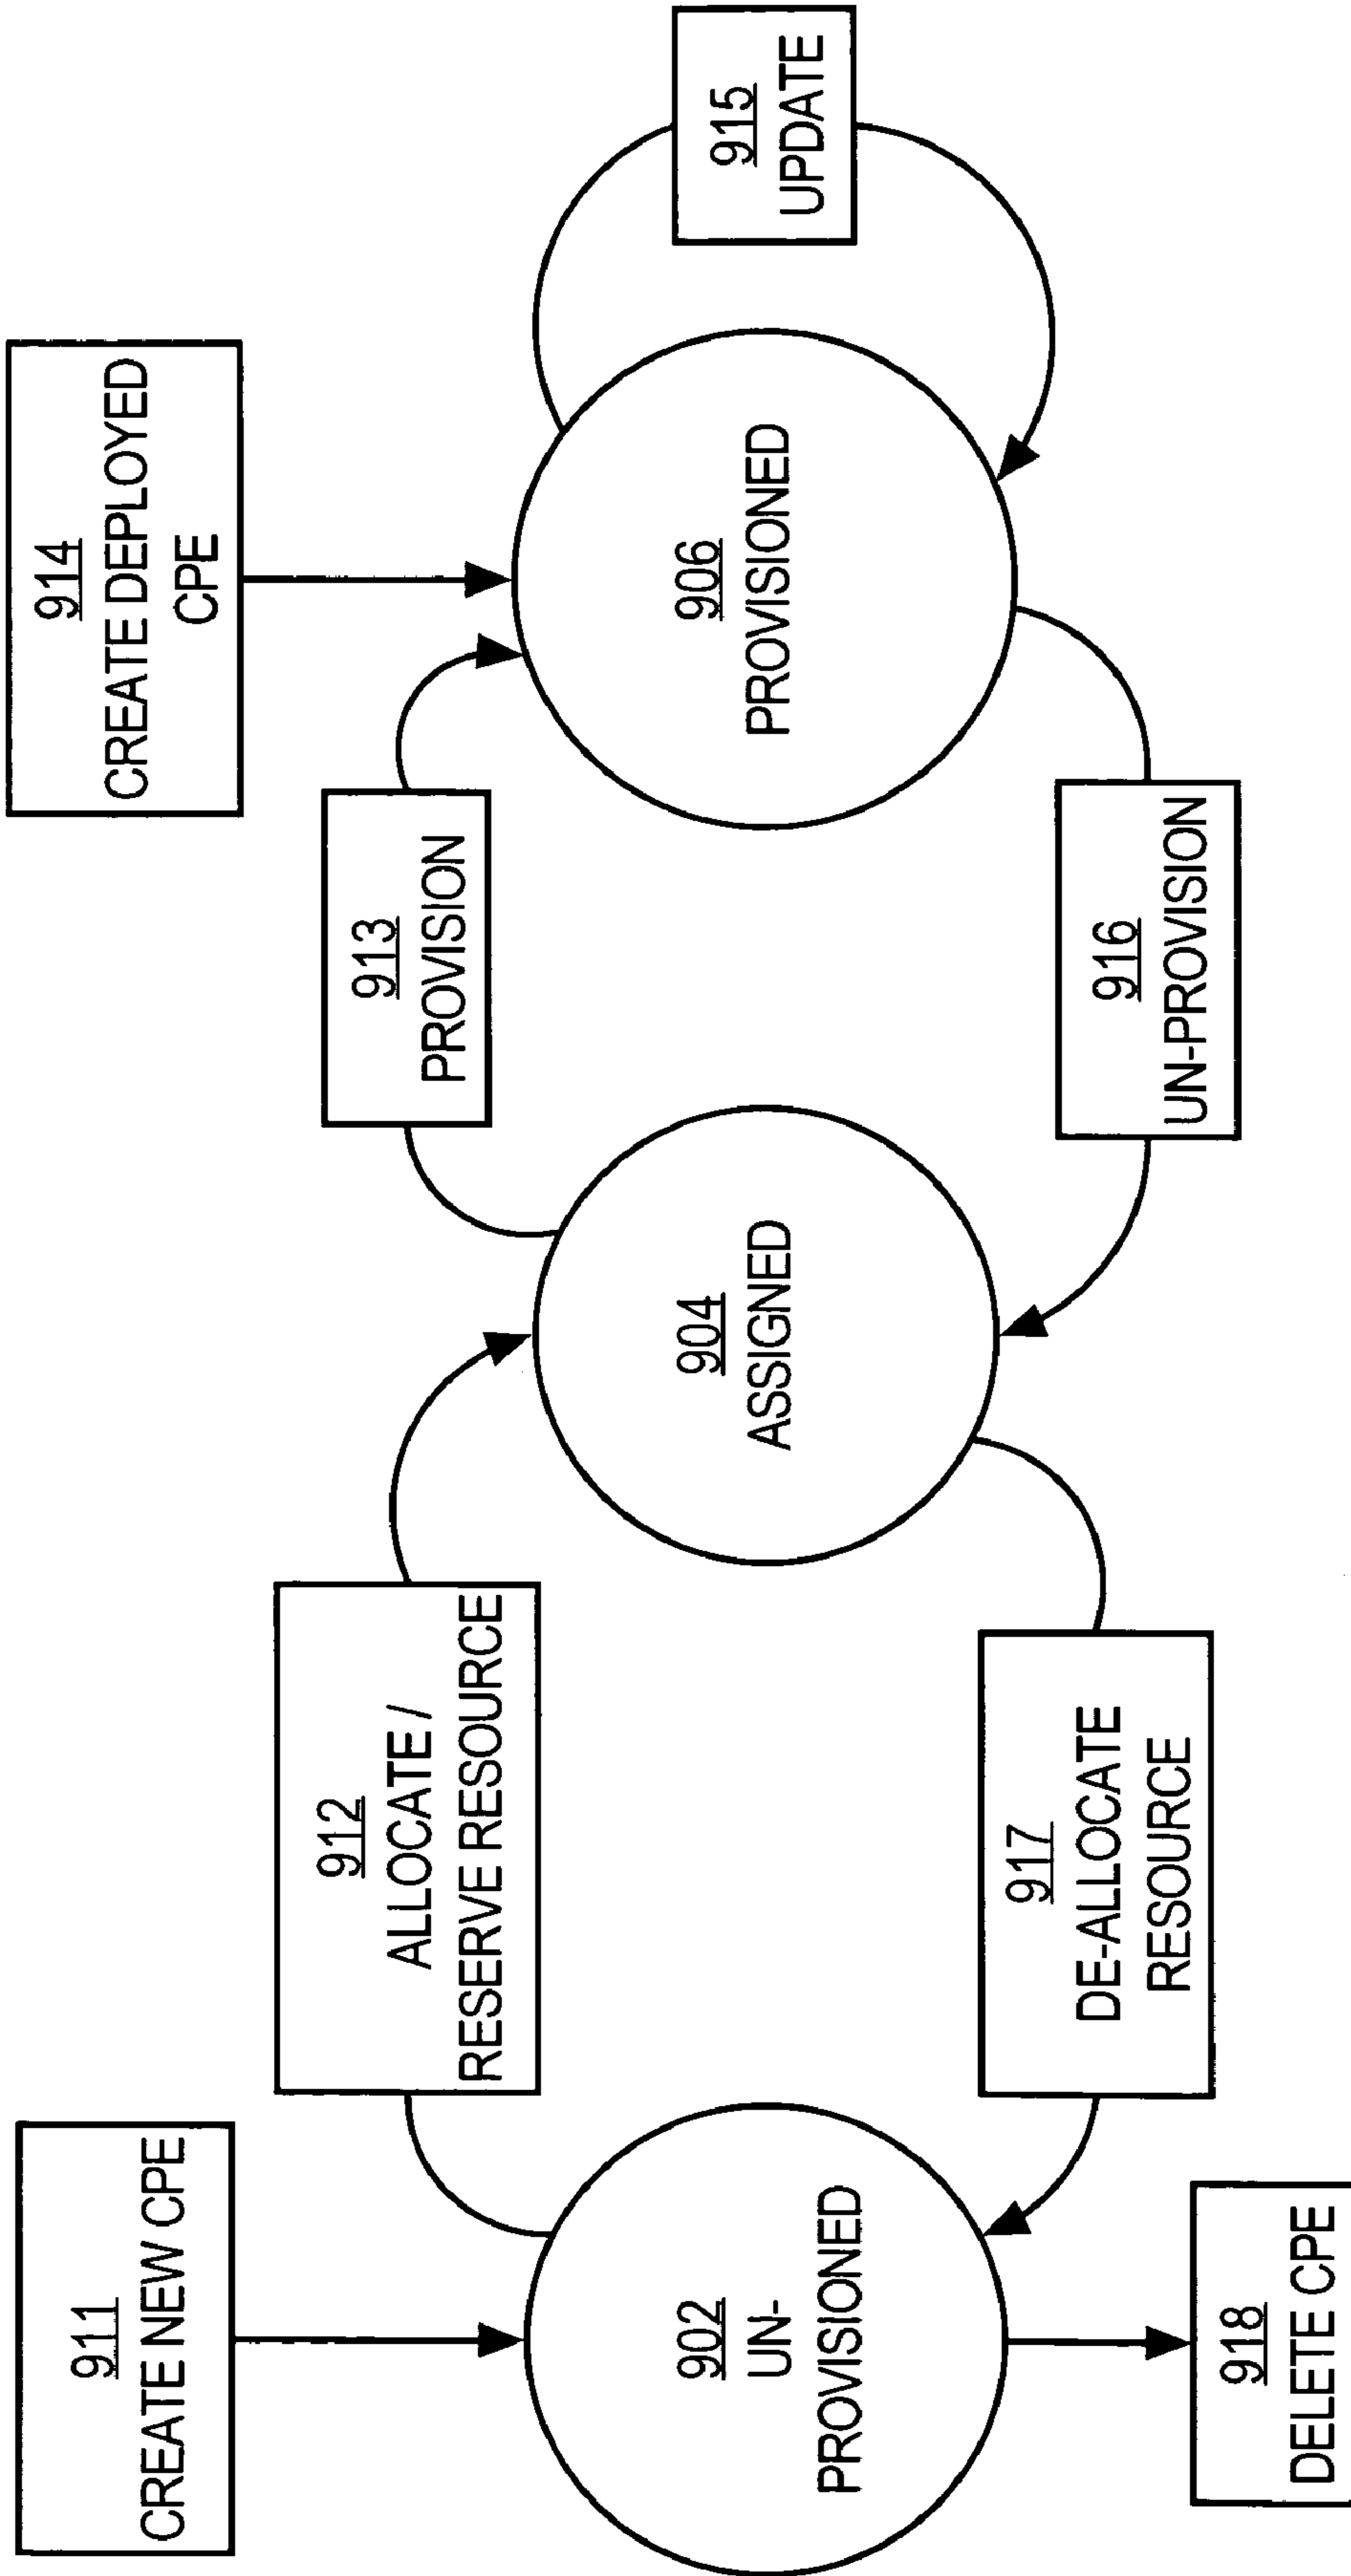 911
CREATE NEW CPE
914
CREATE DEPLOYED
CPE
912
ALLOCATE /
RESERVE RESOURCE
913
PROVISION
902
UN-
PROVISIONED
904
ASSIGNED
906
PROVISIONED
915
UPDATE
917
DE-ALLOCATE
RESOURCE
916
UN-PROVISION
918
DELETE CPE